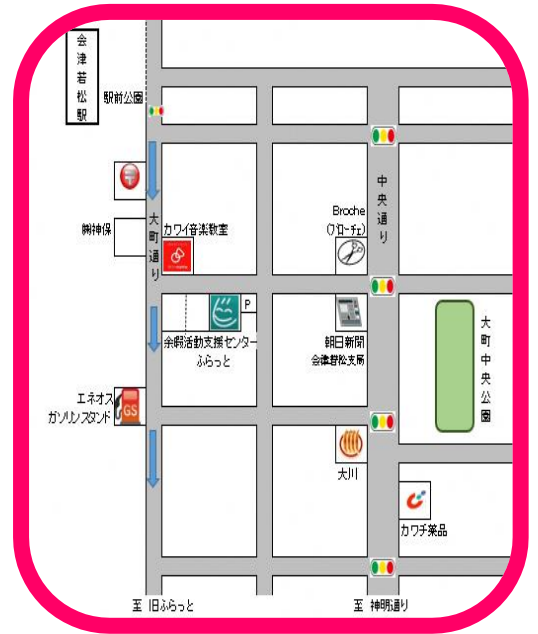 会津若松駅
駅前公園
中央通り
大町通り
㈱神保
カワイ音楽教室
Broche
(ブローチェ)
P
余暇活動支援センター
ふらっと
朝日新聞
会津若松支局
大町中央公園
エネオス
ガソリンスタンド
GS
大川
カワチ薬品
至 旧ふらっと
至 神明通り